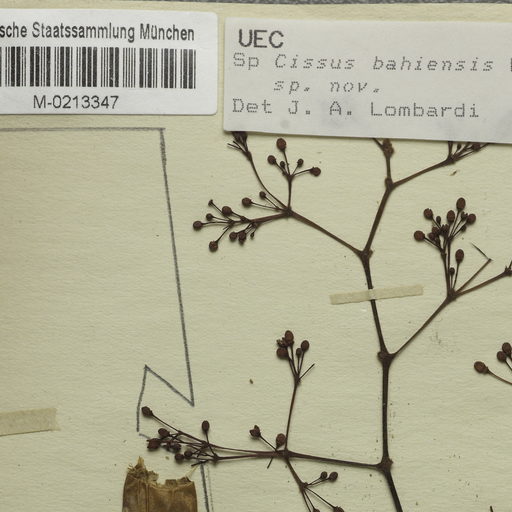 sche Staatssammlung München
M-0213347
UEC
Sp Cissus bahiensis
sp. nov.
Det J. A. Lombardi